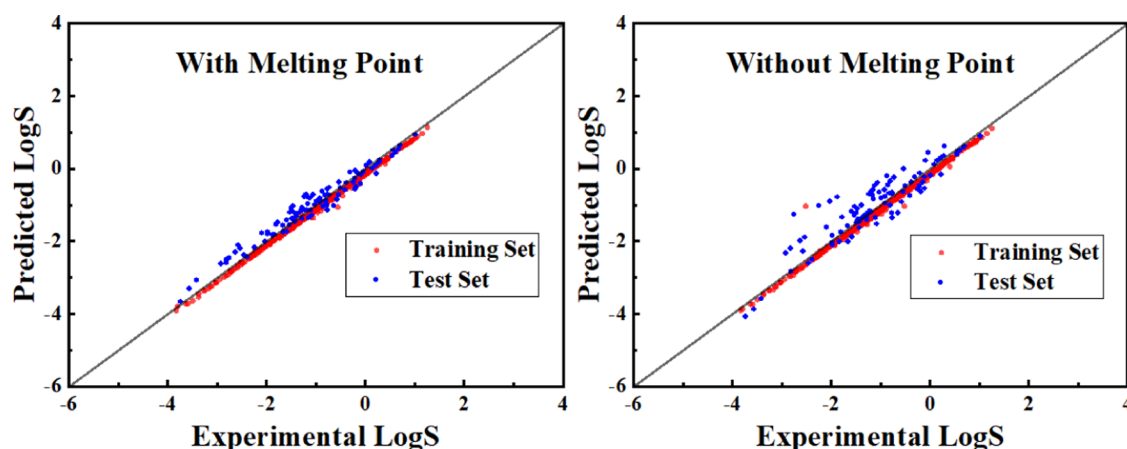 With Melting Point
Predicted LogS
4
2
0
-2
-4
-6
Training Set
Test Set
-6
-4
-2
0
2
4
Experimental LogS
Without Melting Point
Predicted LogS
4
2
0
-2
-4
-6
Training Set
Test Set
-6
-4
-2
0
2
4
Experimental LogS